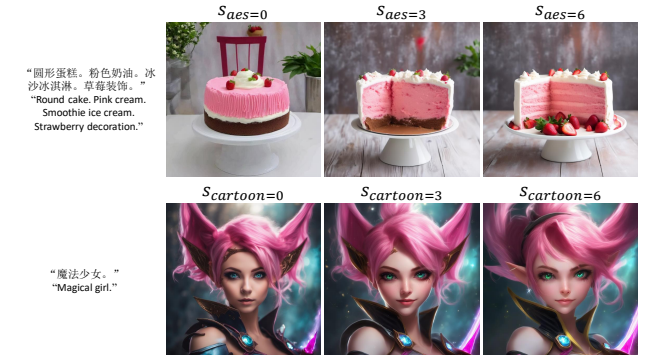 S_aes=0
S_aes=3
S_aes=6
“圆形蛋糕。粉色奶油。冰
沙冰淇淋。草莓装饰。”
“Round cake. Pink cream.
Smoothie ice cream.
Strawberry decoration.”
S_cartoon=0
S_cartoon=3
S_cartoon=6
“魔法少女。”
“Magical girl.”